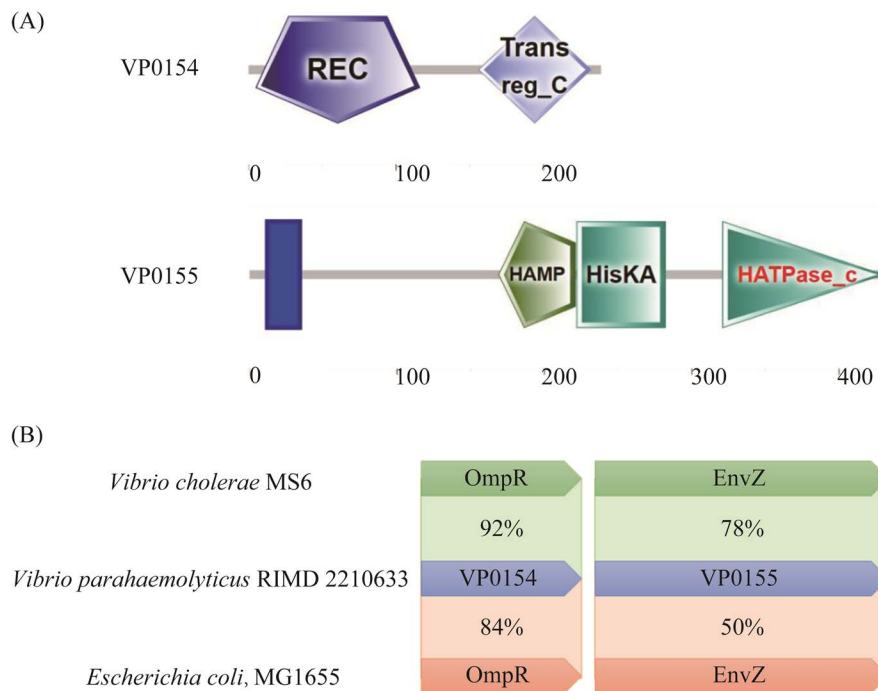 (A)
VP0154
REC
Trans
reg_C
0 100 200
VP0155
HAMP HisKA HATPase_c
0 100 200 300 400
(B)
Vibrio cholerae MS6 OmpR EnvZ
92% 78%
Vibrio parahaemolyticus RIMD 2210633 VP0154 VP0155
84% 50%
Escherichia coli, MG1655 OmpR EnvZ